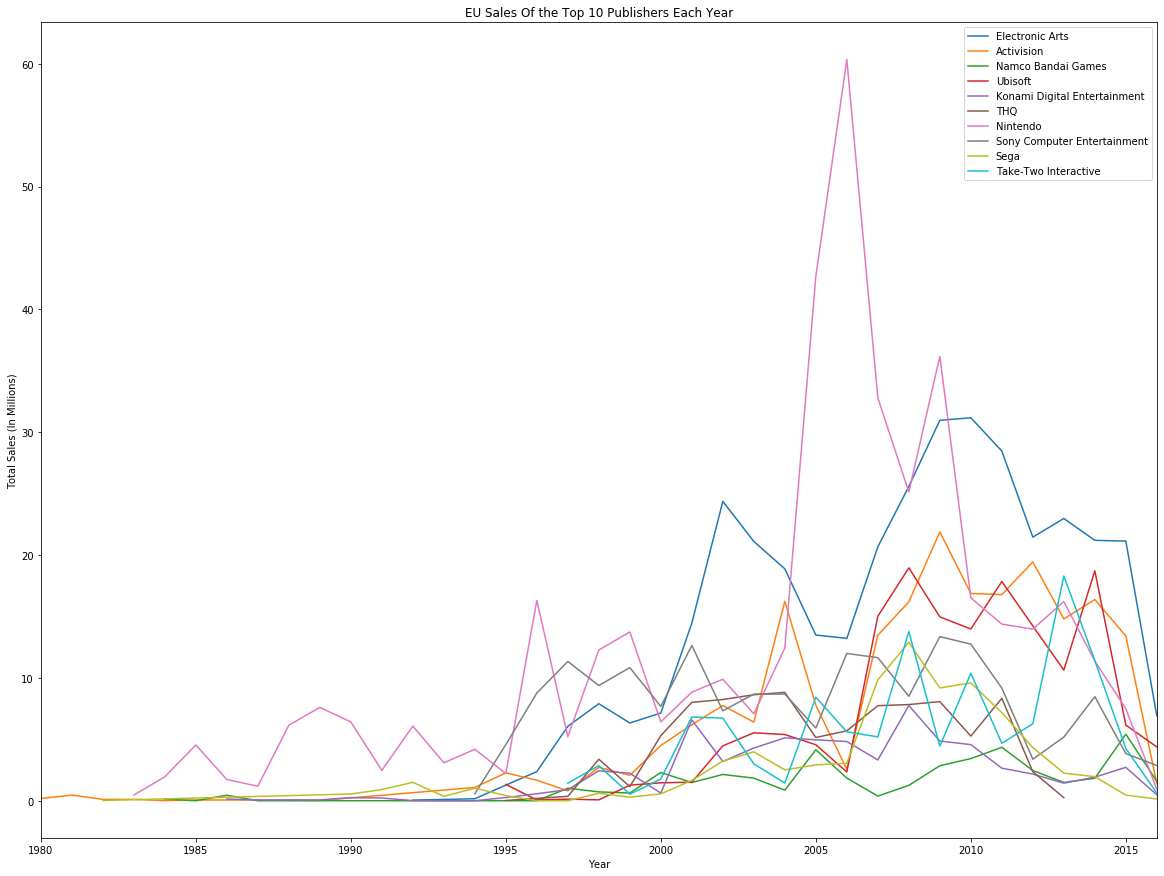 EU Sales Of the Top 10 Publishers Each Year
Electronic Arts
Activision
Namco Bandai Games
Ubisoft
Konami Digital Entertainment
THQ
Nintendo
Sony Computer Entertainment
Sega
Take-Two Interactive
Total Sales (In Millions)
60
50
40
30
20
10
0
1980 1985 1990 1995 2000 2005 2010 2015
Year